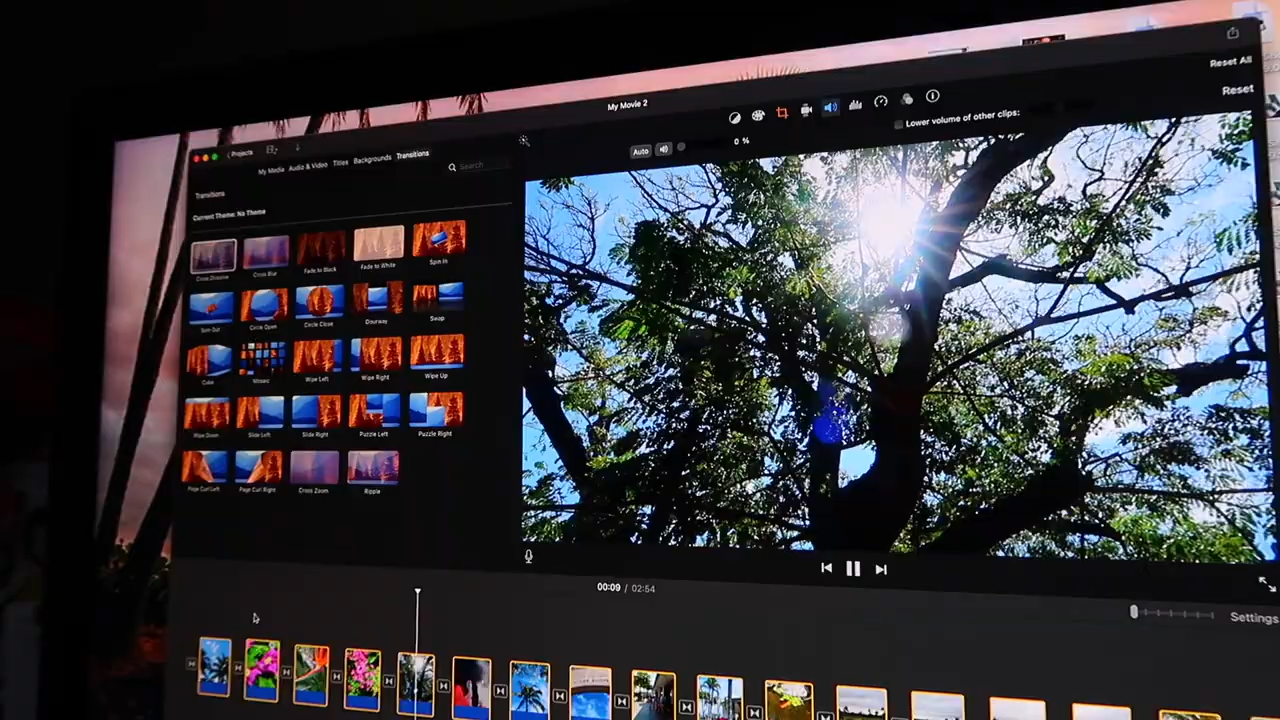 My Movie 2
Reset All
Reset
Projects
My Media Audio & Video Titles Backgrounds Transitions
Search
Auto
0 %
Lower volume of other clips:
Transitions
Current Theme: No Theme
Cross Dissolve Cross Blur Fade to Black Fade to White Spin In
Spin Out Circle Open Circle Close Doorway Swap
Cube Mosaic Wipe Left Wipe Right Wipe Up
Wipe Down Slide Left Slide Right Puzzle Left Puzzle Right
Page Curl Left Page Curl Right Cross Zoom Ripple
00:09 / 02:54
Settings